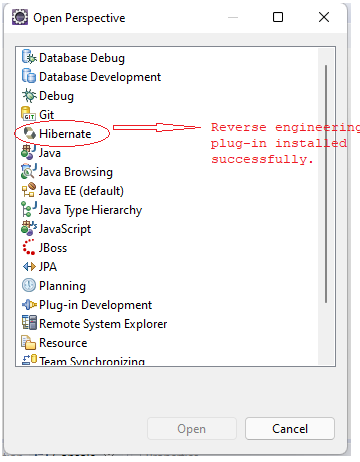 Open Perspective
Database Debug
Database Development
Debug
Git
Hibernate
Reverse engineering
plug-in installed
successfully.
Java
Java Browsing
Java EE (default)
Java Type Hierarchy
JavaScript
JBoss
JPA
Planning
Plug-in Development
Remote System Explorer
Resource
Team Synchronizing
Open
Cancel